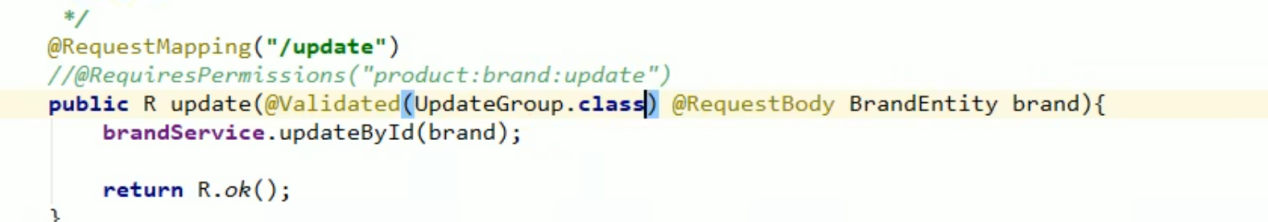 */
@RequestMapping("/update")
//@RequiresPermissions("product:brand:update")
public R update(@Validated(UpdateGroup.class) @RequestBody BrandEntity brand){
brandService.updateById(brand);
return R.ok();
}